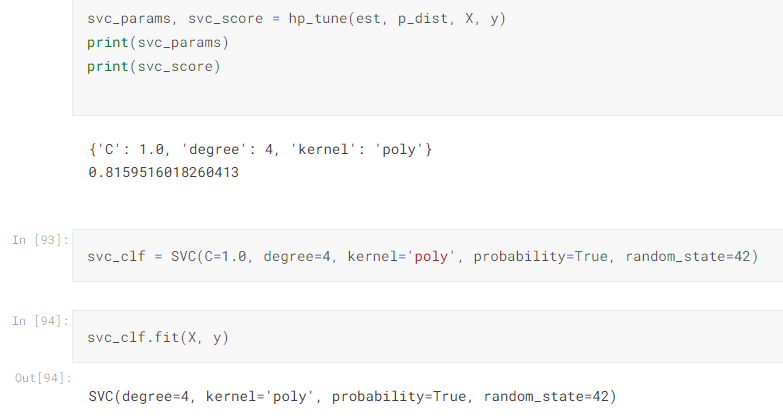 svc_params, svc_score = hp_tune(est, p_dist, X, y)
print(svc_params)
print(svc_score)
{'C': 1.0, 'degree': 4, 'kernel': 'poly'}
0.8159516018260413
In [93]:
svc_clf = SVC(C=1.0, degree=4, kernel='poly', probability=True, random_state=42)
In [94]:
svc_clf.fit(X, y)
Out[94]:
SVC(degree=4, kernel='poly', probability=True, random_state=42)